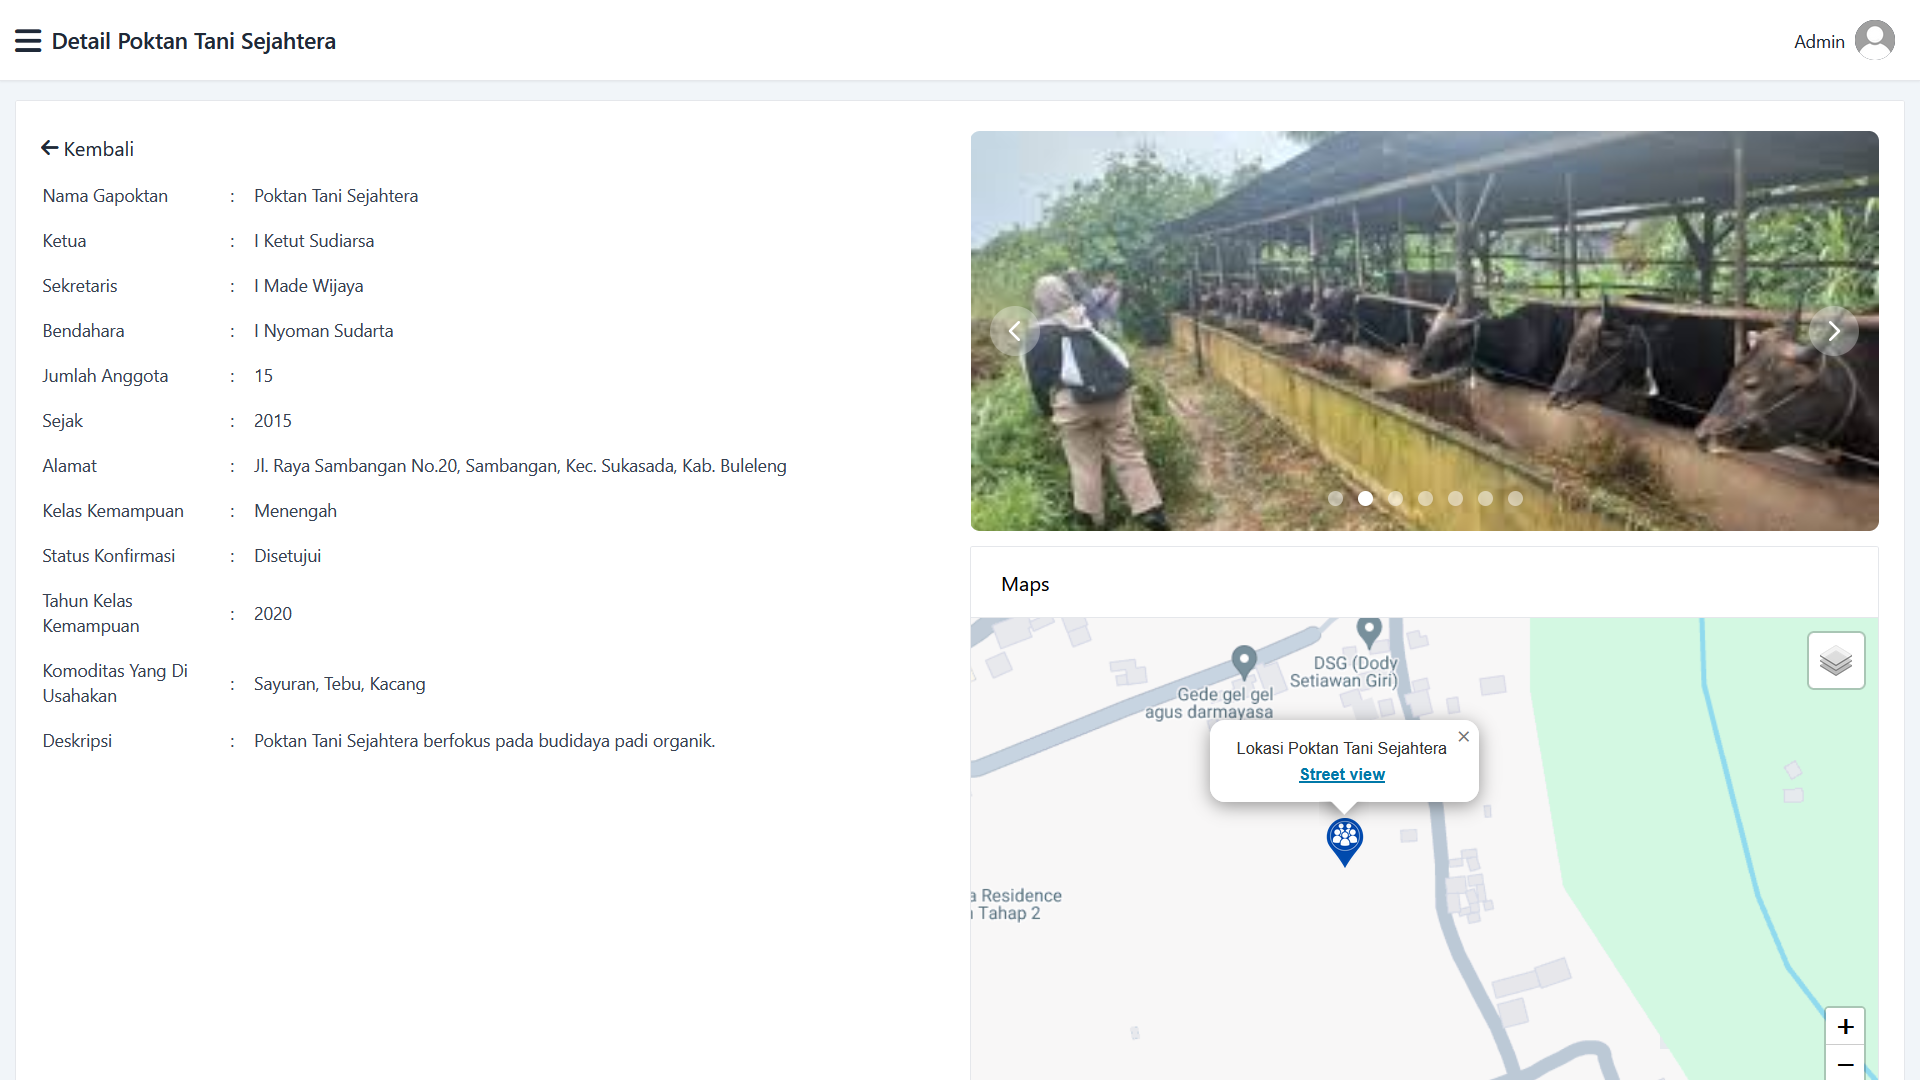 Detail Poktan Tani Sejahtera
Admin
Kembali
Nama Gapoktan : Poktan Tani Sejahtera
Ketua : I Ketut Sudiarsa
Sekretaris : I Made Wijaya
Bendahara : I Nyoman Sudarta
Jumlah Anggota : 15
Sejak : 2015
Alamat : Jl. Raya Sambangan No.20, Sambangan, Kec. Sukasada, Kab. Buleleng
Kelas Kemampuan : Menengah
Status Konfirmasi : Disetujui
Tahun Kelas
Kemampuan : 2020
Komoditas Yang Di
Usahakan : Sayuran, Tebu, Kacang
Deskripsi : Poktan Tani Sejahtera berfokus pada budidaya padi organik.
Maps
DSG (Dody
Setiawan Giri)
Gede gel gel
agus darmayasa
Lokasi Poktan Tani Sejahtera
×
Street view
a Residence
Tahap 2
+
−